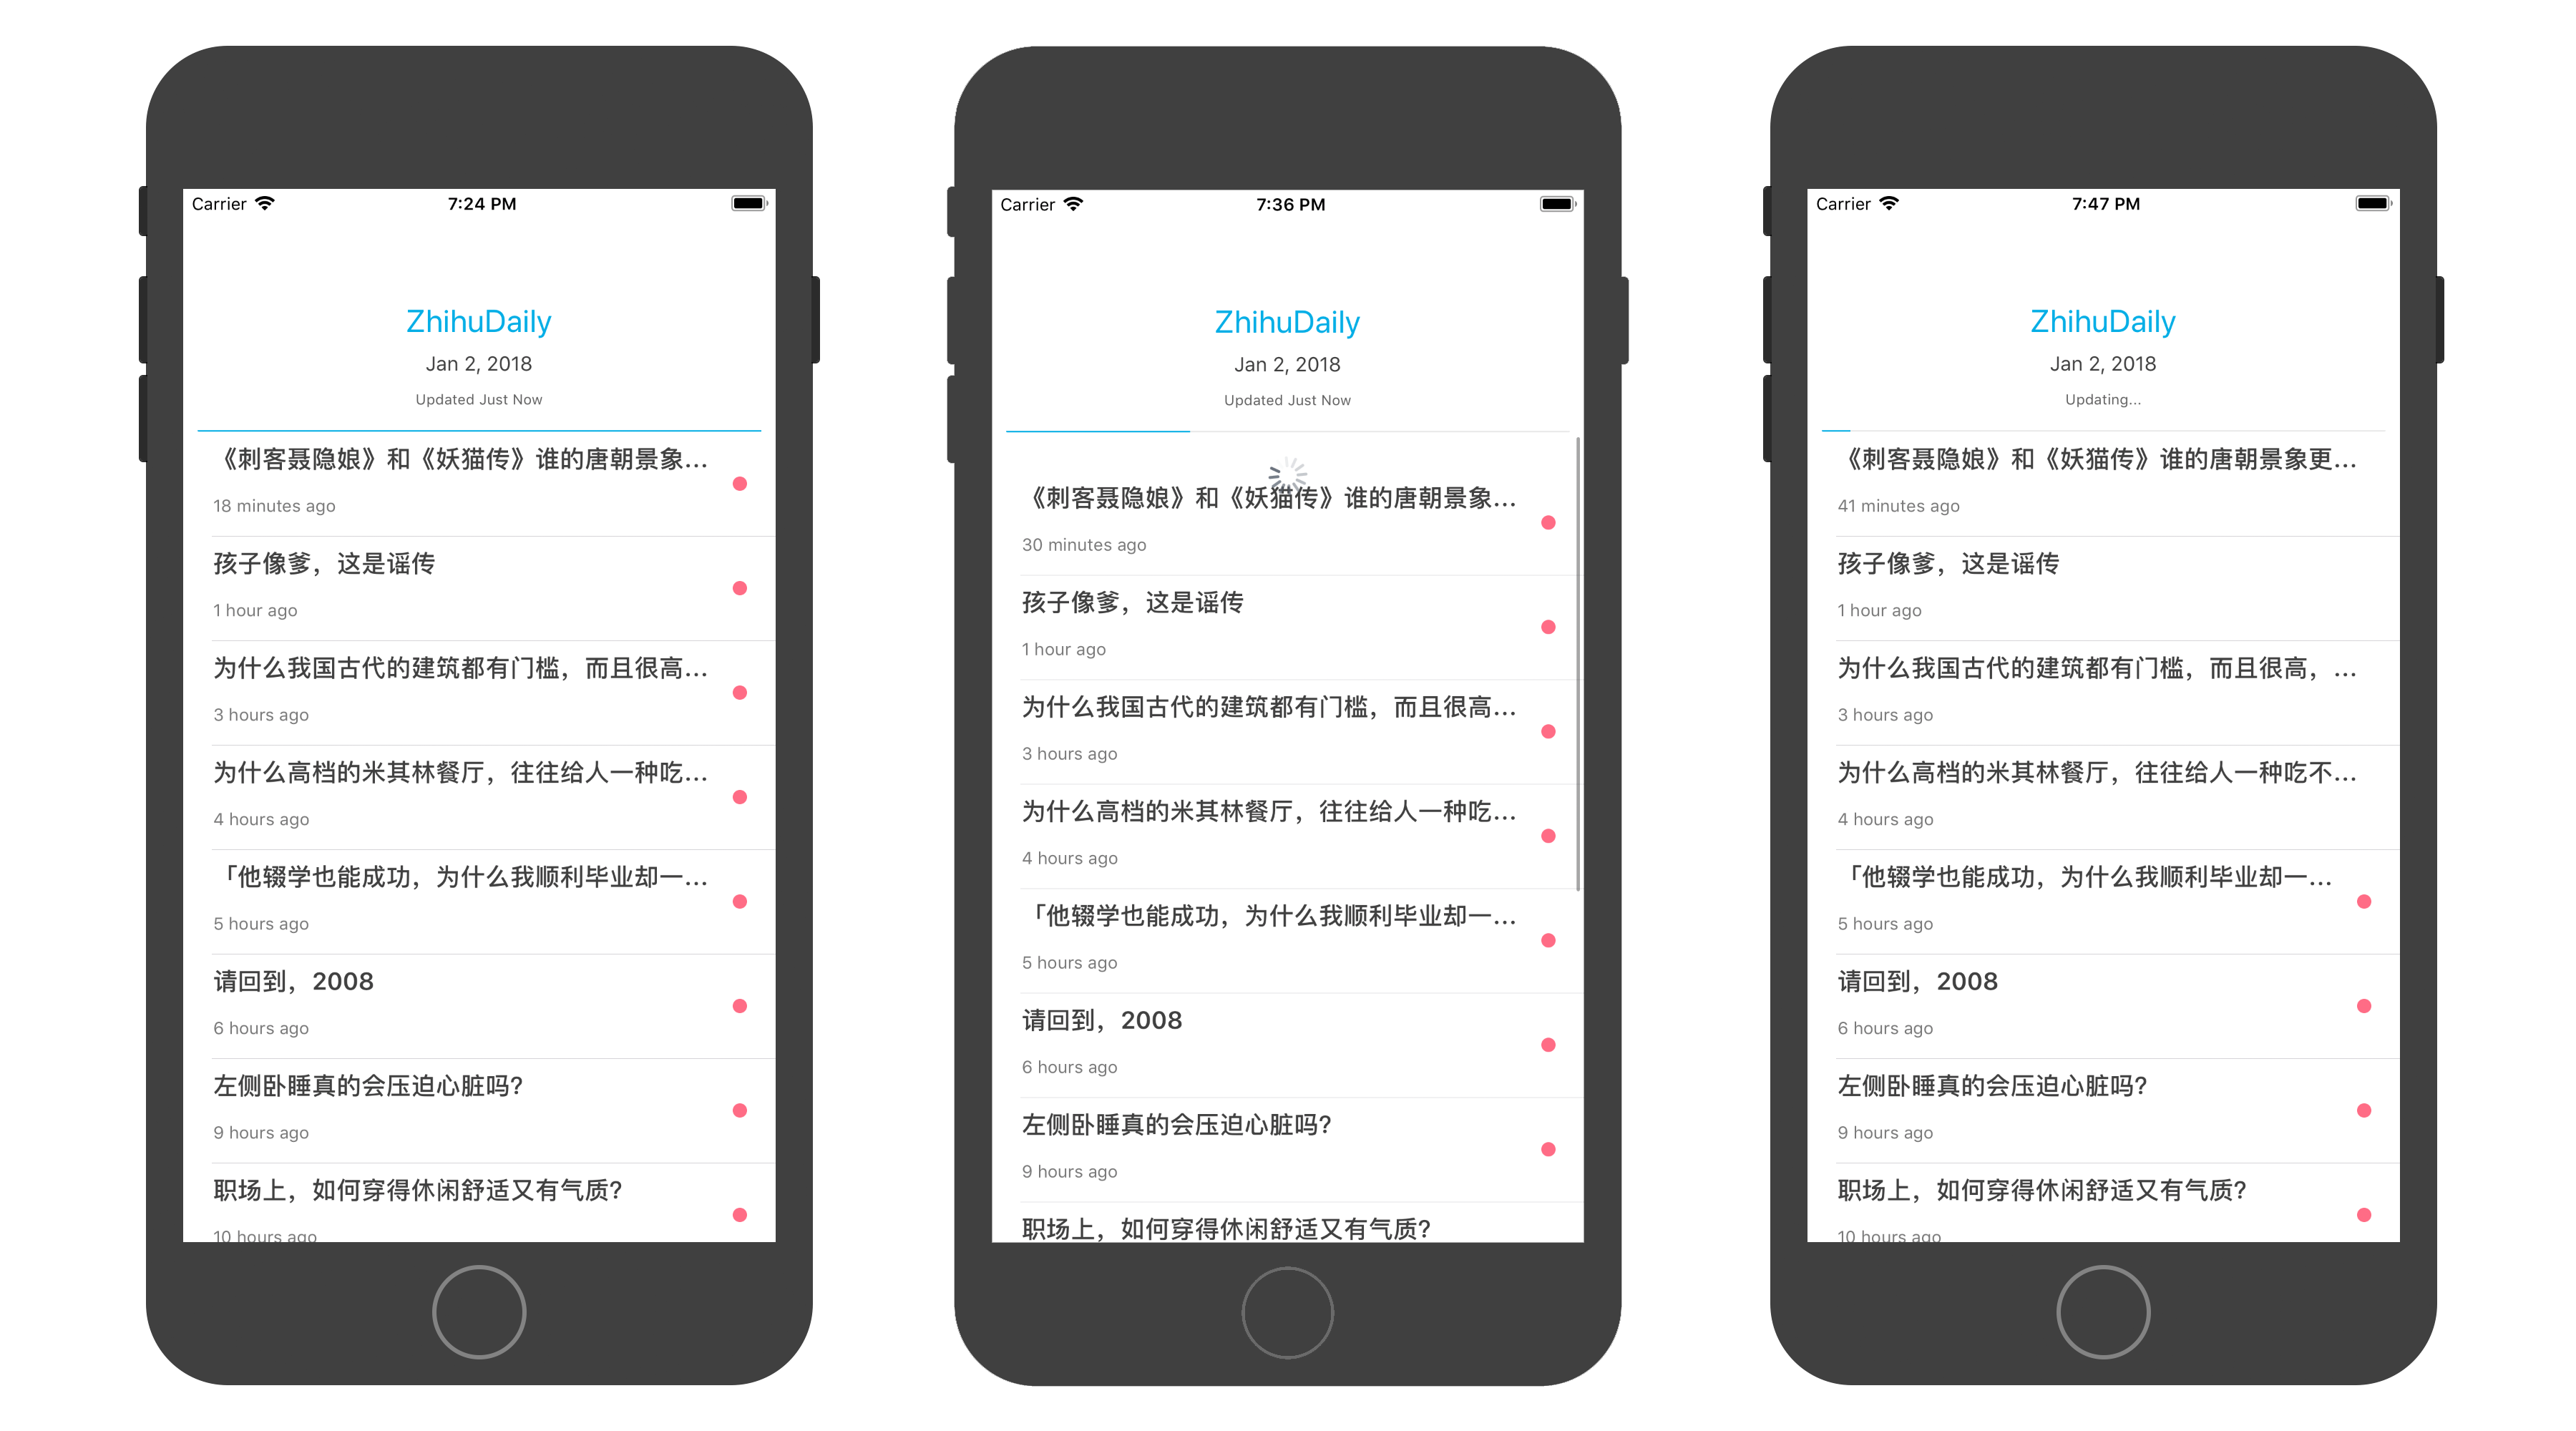 Carrier 7:24 PM
ZhihuDaily
Jan 2, 2018
Updated Just Now
《刺客聂隐娘》和《妖猫传》谁的唐朝景象...
18 minutes ago
孩子像爹，这是谣传
1 hour ago
为什么我国古代的建筑都有门槛，而且很高...
3 hours ago
为什么高档的米其林餐厅，往往给人一种吃...
4 hours ago
「他辍学也能成功，为什么我顺利毕业却一...
5 hours ago
请回到，2008
6 hours ago
左侧卧睡真的会压迫心脏吗?
9 hours ago
职场上，如何穿得休闲舒适又有气质?
10 hours ago
Carrier 7:36 PM
ZhihuDaily
Jan 2, 2018
Updated Just Now
《刺客聂隐娘》和《妖猫传》谁的唐朝景象...
30 minutes ago
孩子像爹，这是谣传
1 hour ago
为什么我国古代的建筑都有门槛，而且很高...
3 hours ago
为什么高档的米其林餐厅，往往给人一种吃...
4 hours ago
「他辍学也能成功，为什么我顺利毕业却一...
5 hours ago
请回到，2008
6 hours ago
左侧卧睡真的会压迫心脏吗?
9 hours ago
职场上，如何穿得休闲舒适又有气质?
Carrier 7:47 PM
ZhihuDaily
Jan 2, 2018
Updating...
《刺客聂隐娘》和《妖猫传》谁的唐朝景象更...
41 minutes ago
孩子像爹，这是谣传
1 hour ago
为什么我国古代的建筑都有门槛，而且很高，...
3 hours ago
为什么高档的米其林餐厅，往往给人一种吃不...
4 hours ago
「他辍学也能成功，为什么我顺利毕业却一...
5 hours ago
请回到，2008
6 hours ago
左侧卧睡真的会压迫心脏吗?
9 hours ago
职场上，如何穿得休闲舒适又有气质?
10 hours ago